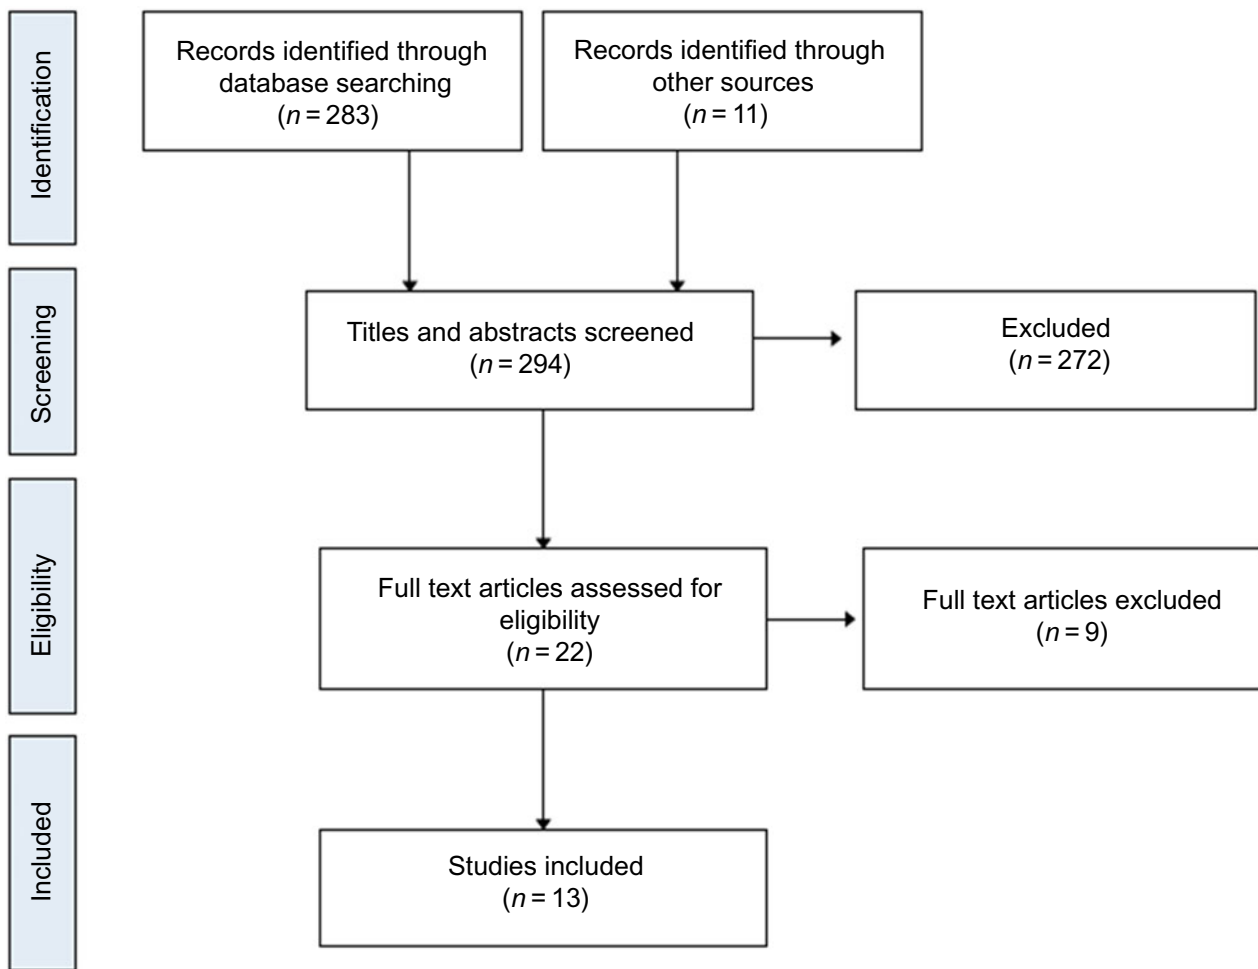 Identification
Records identified through
database searching
(n = 283)
Records identified through
other sources
(n = 11)
Screening
Titles and abstracts screened
(n = 294)
Excluded
(n = 272)
Eligibility
Full text articles assessed for
eligibility
(n = 22)
Full text articles excluded
(n = 9)
Included
Studies included
(n = 13)